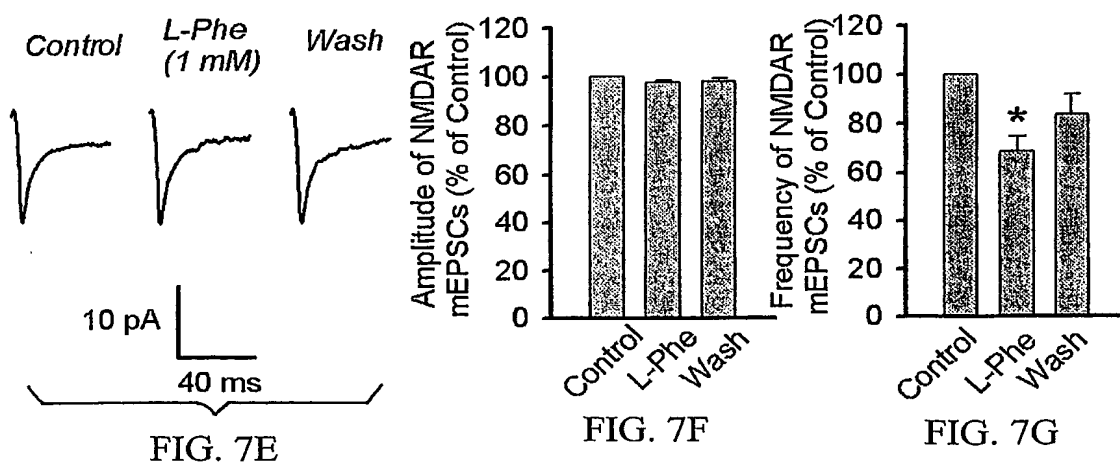 Control
L-Phe
(1 mM)
Wash
10 pA
40 ms
FIG. 7E
Amplitude of NMDAR
mEPSCs (% of Control)
120
100
80
60
40
20
0
Control
L-Phe
Wash
FIG. 7F
Frequency of NMDAR
mEPSCs (% of Control)
120
100
80
60
40
20
0
*
Control
L-Phe
Wash
FIG. 7G